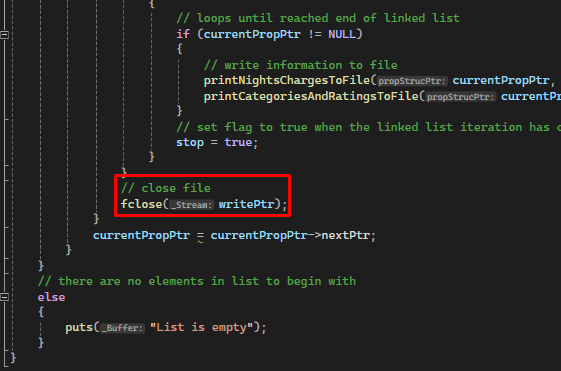 {
// loops until reached end of linked list
if (currentPropPtr != NULL)
{
// write information to file
printNightsChargesToFile(propStrucPtr: currentPropPtr,
printCategoriesAndRatingsToFile(propStrucPtr: currentP
}
// set flag to true when the linked list iteration has
stop = true;
}
}
// close file
fclose(_Stream: writePtr);
}
currentPropPtr = currentPropPtr->nextPtr;
}
}
// there are no elements in list to begin with
else
{
puts(_Buffer: "List is empty");
}
}